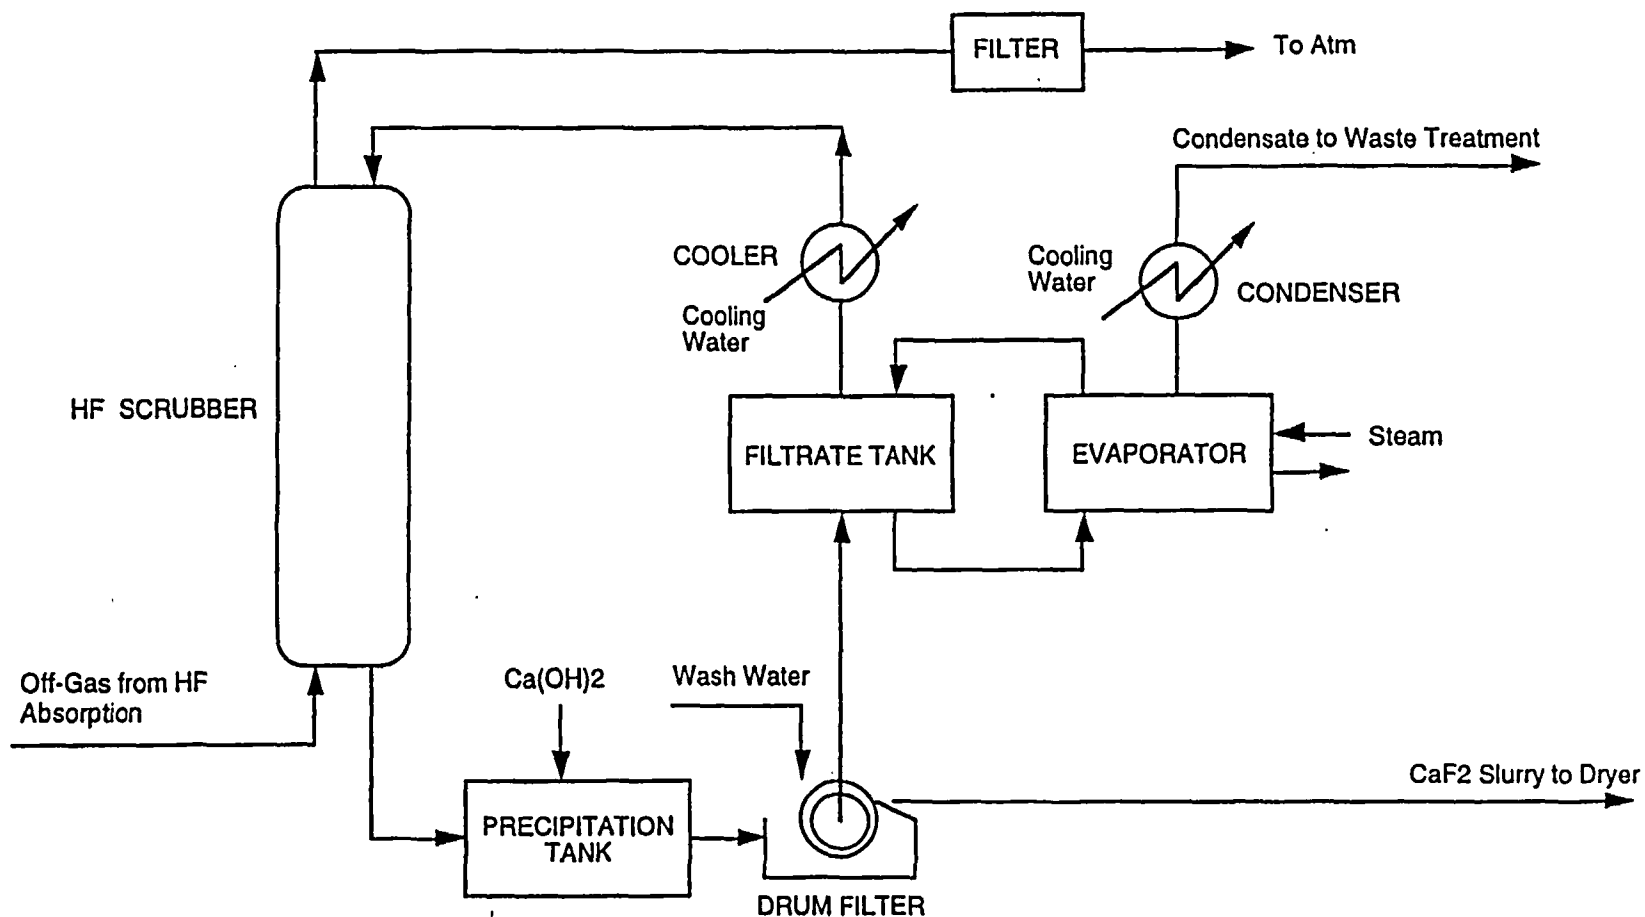 FILTER
To Atm
Condensate to Waste Treatment
COOLER
Cooling
Water
Cooling
Water
CONDENSER
HF SCRUBBER
FILTRATE TANK
EVAPORATOR
Steam
Off-Gas from HF
Absorption
Ca(OH)2
Wash Water
CaF2 Slurry to Dryer
PRECIPITATION
TANK
DRUM FILTER